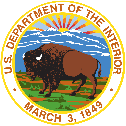 U.S. DEPARTMENT OF THE INTERIOR
MARCH 3, 1849